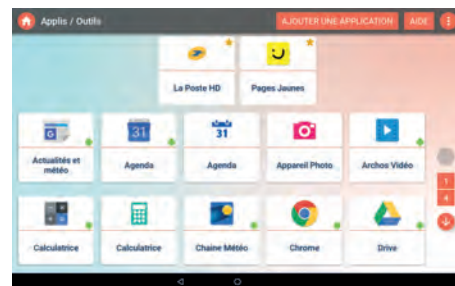 Applis / Outils
AJOUTER UNE APPLICATION
AIDE
La Poste HD
Pages Jaunes
31
31
Actualités et
météo
Agenda
Agenda
Appareil Photo
Archos Vidéo
1
4
Calculatrice
Calculatrice
Chaine Météo
Chrome
Drive